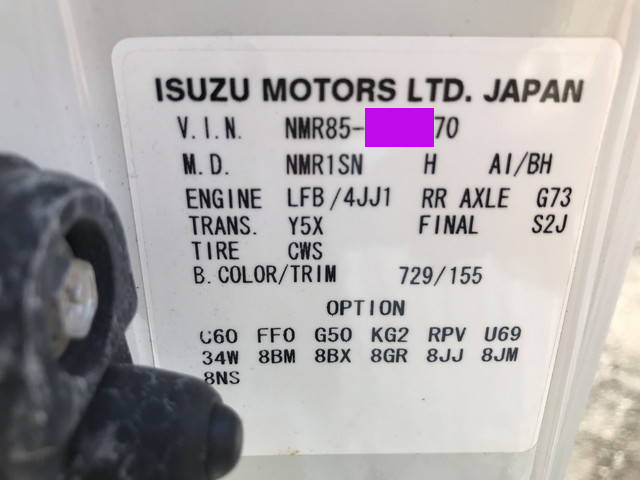 ISUZU MOTORS LTD. JAPAN
V.I.N. NMR85- 70
M.D. NMR1SN H AI/BH
ENGINE LFB/4JJ1 RR AXLE G73
TRANS. Y5X FINAL S2J
TIRE CWS
B.COLOR/TRIM 729/155
OPTION
C60 FF0 G50 KG2 RPV U69
34W 8BM 8BX 8GR 8JJ 8JM
8NS